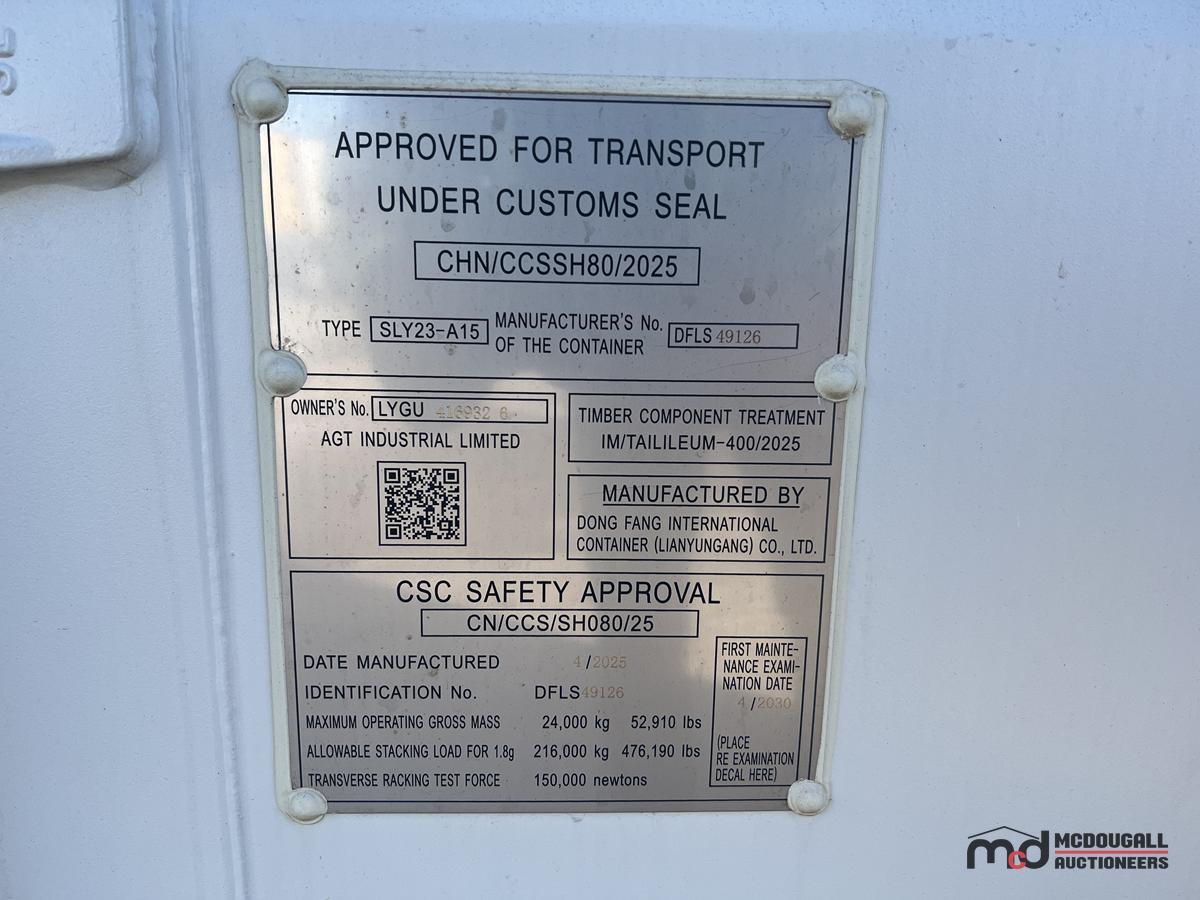 APPROVED FOR TRANSPORT
UNDER CUSTOMS SEAL
CHN/CCSSH80/2025
TYPE SLY23-A15 MANUFACTURER'S No. OF THE CONTAINER DFLS 49126
OWNER'S No. LYGU 416932 6
AGT INDUSTRIAL LIMITED
TIMBER COMPONENT TREATMENT
IM/TAILILEUM-400/2025
MANUFACTURED BY
DONG FANG INTERNATIONAL
CONTAINER (LIANYUNGANG) CO., LTD.
CSC SAFETY APPROVAL
CN/CCS/SH080/25
DATE MANUFACTURED 4/2025
IDENTIFICATION No. DFLS49126
MAXIMUM OPERATING GROSS MASS 24,000 kg 52,910 lbs
ALLOWABLE STACKING LOAD FOR 1.8g 216,000 kg 476,190 lbs
TRANSVERSE RACKING TEST FORCE 150,000 newtons
FIRST MAINTE-
NANCE EXAMI-
NATION DATE
4/2030
(PLACE
RE EXAMINATION
DECAL HERE)
mcd MCDOUGALL
AUCTIONEERS